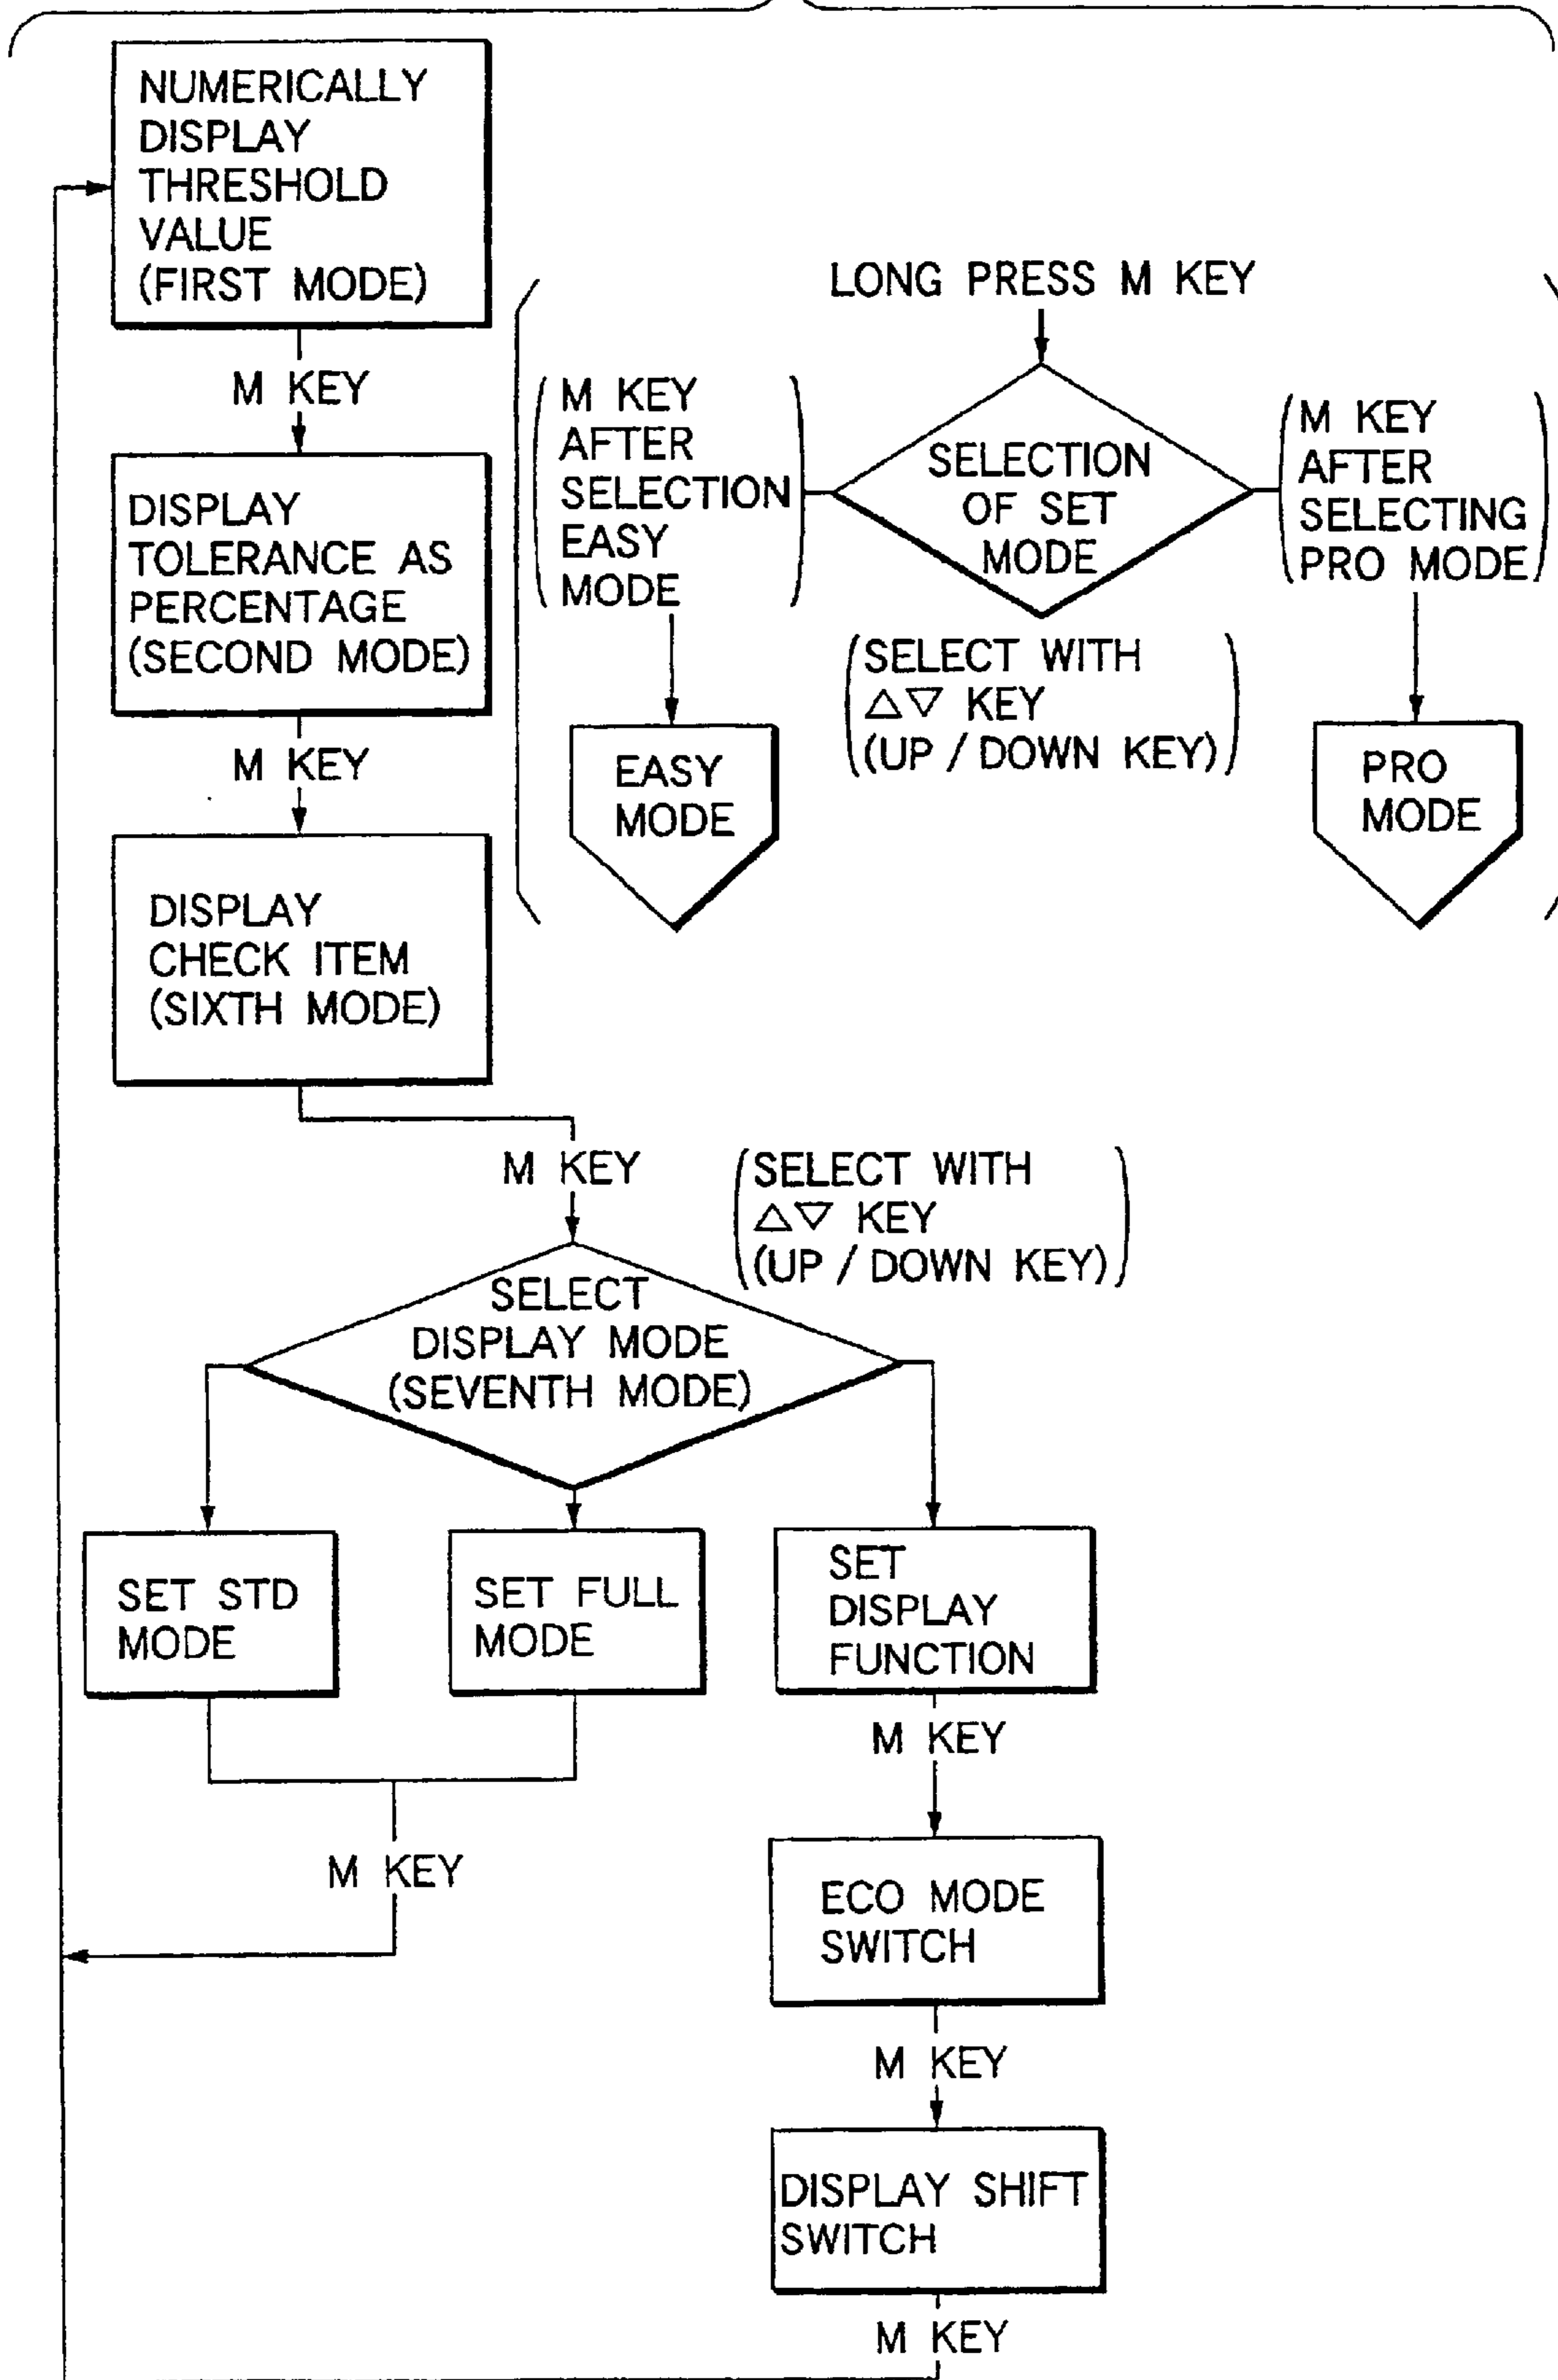 NUMERICALLY
DISPLAY
THRESHOLD
VALUE
(FIRST MODE)
M KEY
DISPLAY
TOLERANCE AS
PERCENTAGE
(SECOND MODE)
M KEY
DISPLAY
CHECK ITEM
(SIXTH MODE)
LONG PRESS M KEY
M KEY
AFTER
SELECTION
EASY
MODE
SELECTION
OF SET
MODE
M KEY
AFTER
SELECTING
PRO MODE
(SELECT WITH
△▽ KEY
(UP / DOWN KEY))
EASY
MODE
PRO
MODE
M KEY
(SELECT WITH
△▽ KEY
(UP / DOWN KEY))
SELECT
DISPLAY MODE
(SEVENTH MODE)
SET STD
MODE
SET FULL
MODE
SET
DISPLAY
FUNCTION
M KEY
M KEY
ECO MODE
SWITCH
M KEY
DISPLAY SHIFT
SWITCH
M KEY